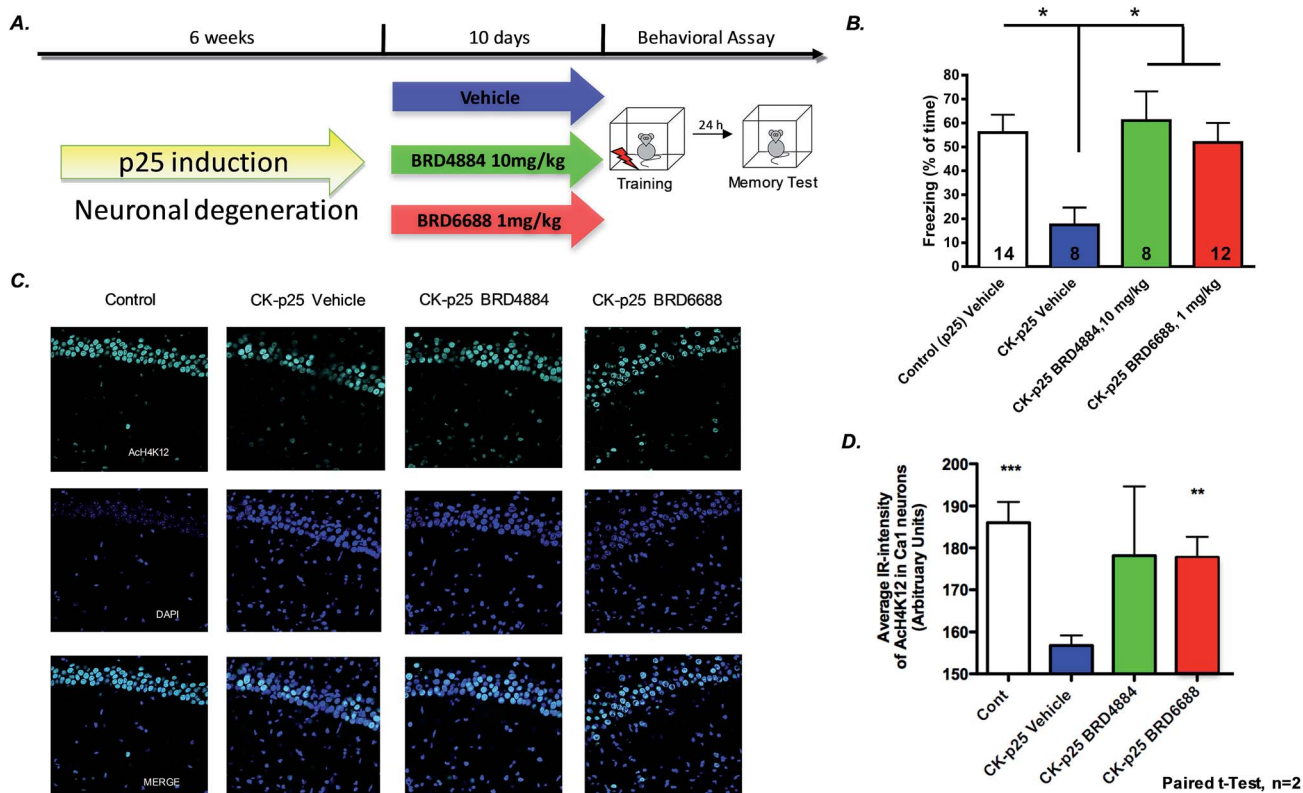 A.
6 weeks
10 days
Behavioral Assay
p25 induction
Neuronal degeneration
Vehicle
BRD4884 10mg/kg
BRD6688 1mg/kg
24 h
Training
Memory Test
B.
* *
Freezing (% of time)
80
70
60
50
40
30
20
10
0
14
8
8
12
Control (p25) Vehicle
CK-p25 Vehicle
CK-p25 BRD4884,10 mg/kg
CK-p25 BRD6688, 1 mg/kg
C.
Control
CK-p25 Vehicle
CK-p25 BRD4884
CK-p25 BRD6688
AcH4K12
DAPI
MERGE
D.
Average IR-intensity
of AcH4K12 in Ca1 neurons
(Arbitruary Units)
200
190
180
170
160
150
***
**
Cont
CK-p25 Vehicle
CK-p25 BRD4884
CK-p25 BRD6688
Paired t-Test, n=2